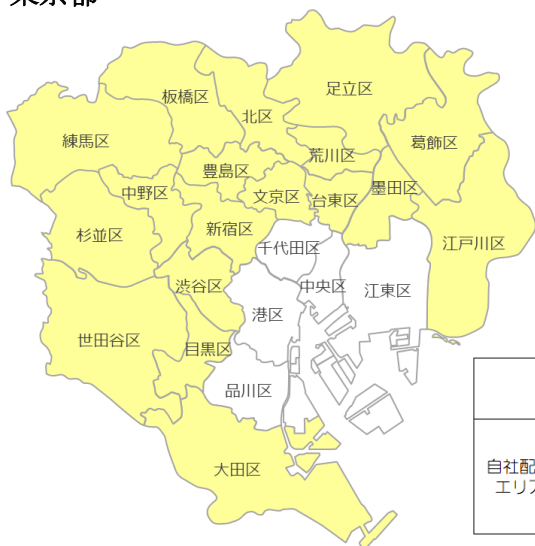 東京都
板橋区
足立区
北区
練馬区
葛飾区
荒川区
豊島区
中野区
墨田区
文京区
台東区
杉並区
新宿区
江戸川区
千代田区
渋谷区
中央区
江東区
港区
世田谷区
目黒区
品川区
大田区
自社配
エリア